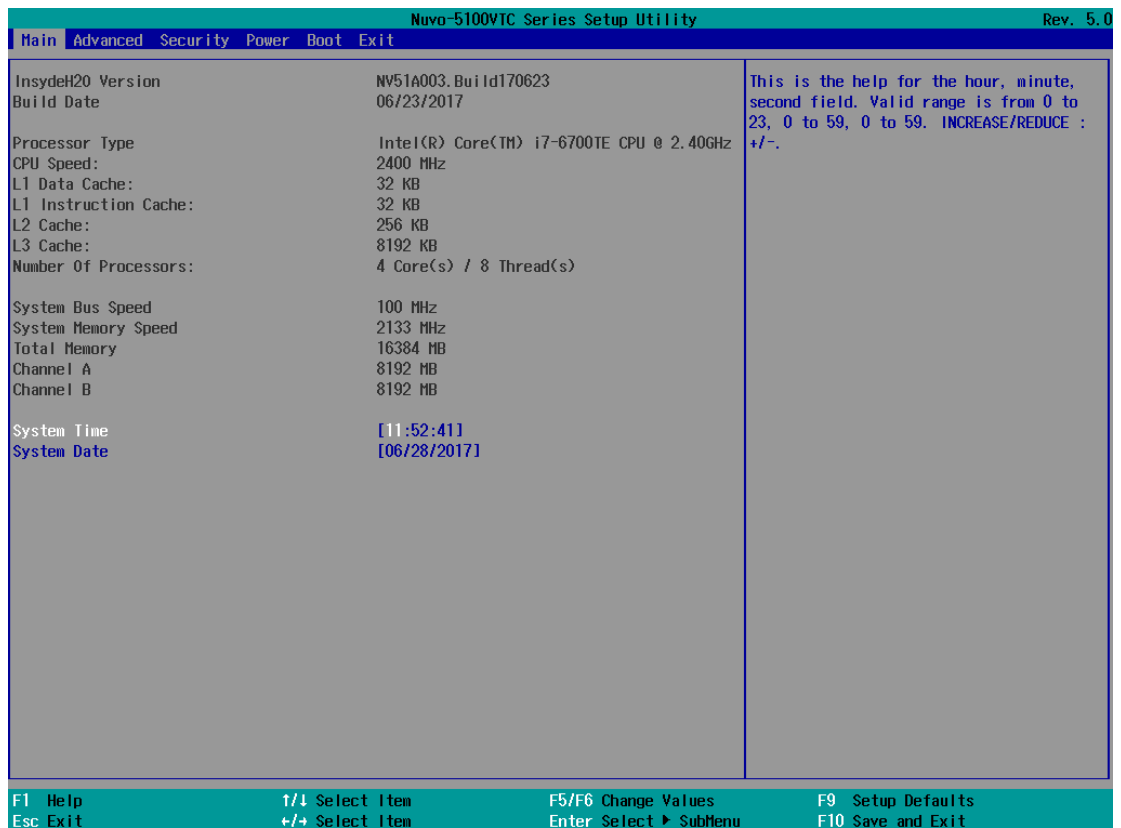 Nuvo-5100VTC Series Setup Utility Rev. 5.0
Main Advanced Security Power Boot Exit
InsydeH2O Version NV51A003.Build170623
Build Date 06/23/2017
Processor Type Intel(R) Core(TM) i7-6700TE CPU @ 2.40GHz
CPU Speed: 2400 MHz
L1 Data Cache: 32 KB
L1 Instruction Cache: 32 KB
L2 Cache: 256 KB
L3 Cache: 8192 KB
Number Of Processors: 4 Core(s) / 8 Thread(s)
System Bus Speed 100 MHz
System Memory Speed 2133 MHz
Total Memory 16384 MB
Channel A 8192 MB
Channel B 8192 MB
System Time [11:52:41]
System Date [06/28/2017]
This is the help for the hour, minute,
second field. Valid range is from 0 to
23, 0 to 59, 0 to 59. INCREASE/REDUCE :
+/-.
F1 Help ↑/↓ Select Item F5/F6 Change Values F9 Setup Defaults
Esc Exit ←/→ Select Item Enter Select ▶ SubMenu F10 Save and Exit